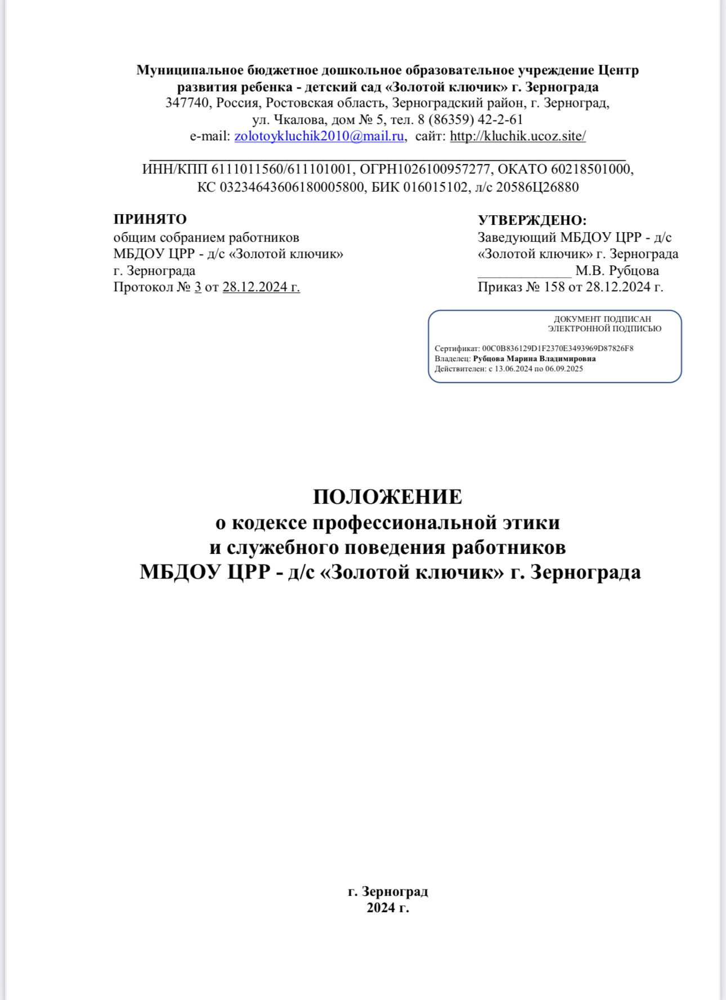 Муниципальное бюджетное дошкольное образовательное учреждение Центр
развития ребенка - детский сад «Золотой ключик» г. Зернограда
347740, Россия, Ростовская область, Зерноградский район, г. Зерноград,
ул. Чкалова, дом № 5, тел. 8 (86359) 42-2-61
e-mail: zolotoykluchik2010@mail.ru, сайт: http://kluchik.ucoz.site/
ИНН/КПП 6111011560/611101001, ОГРН1026100957277, ОКАТО 60218501000,
КС 03234643606180005800, БИК 016015102, л/с 20586Ц26880
ПРИНЯТО
общим собранием работников
МБДОУ ЦРР - д/с «Золотой ключик»
г. Зернограда
Протокол № 3 от 28.12.2024 г.
УТВЕРЖДЕНО:
Заведующий МБДОУ ЦРР - д/с
«Золотой ключик» г. Зернограда
_____________ М.В. Рубцова
Приказ № 158 от 28.12.2024 г.
ДОКУМЕНТ ПОДПИСАН
ЭЛЕКТРОННОЙ ПОДПИСЬЮ
Сертификат: 00C0B836129D1F2370E3493969D87826F8
Владелец: Рубцова Марина Владимировна
Действителен: с 13.06.2024 по 06.09.2025
ПОЛОЖЕНИЕ
о кодексе профессиональной этики
и служебного поведения работников
МБДОУ ЦРР - д/с «Золотой ключик» г. Зернограда
г. Зерноград
2024 г.